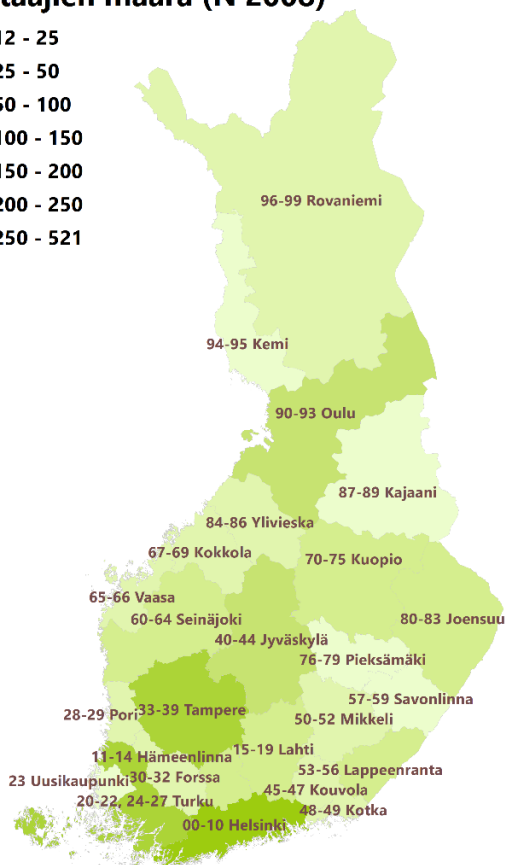 (N 2008)
12 - 25
25 - 50
50 - 100
100 - 150
150 - 200
200 - 250
250 - 521
96-99 Rovaniemi
94-95 Kemi
90-93 Oulu
87-89 Kajaani
84-86 Ylivieska
67-69 Kokkola
70-75 Kuopio
65-66 Vaasa
60-64 Seinäjoki
80-83 Joensuu
40-44 Jyväskylä
76-79 Pieksämäki
57-59 Savonlinna
28-29 Pori
33-39 Tampere
50-52 Mikkeli
15-19 Lahti
11-14 Hämeenlinna
53-56 Lappeenranta
23 Uusikaupunki
30-32 Forssa
45-47 Kouvola
20-22, 24-27 Turku
48-49 Kotka
00-10 Helsinki